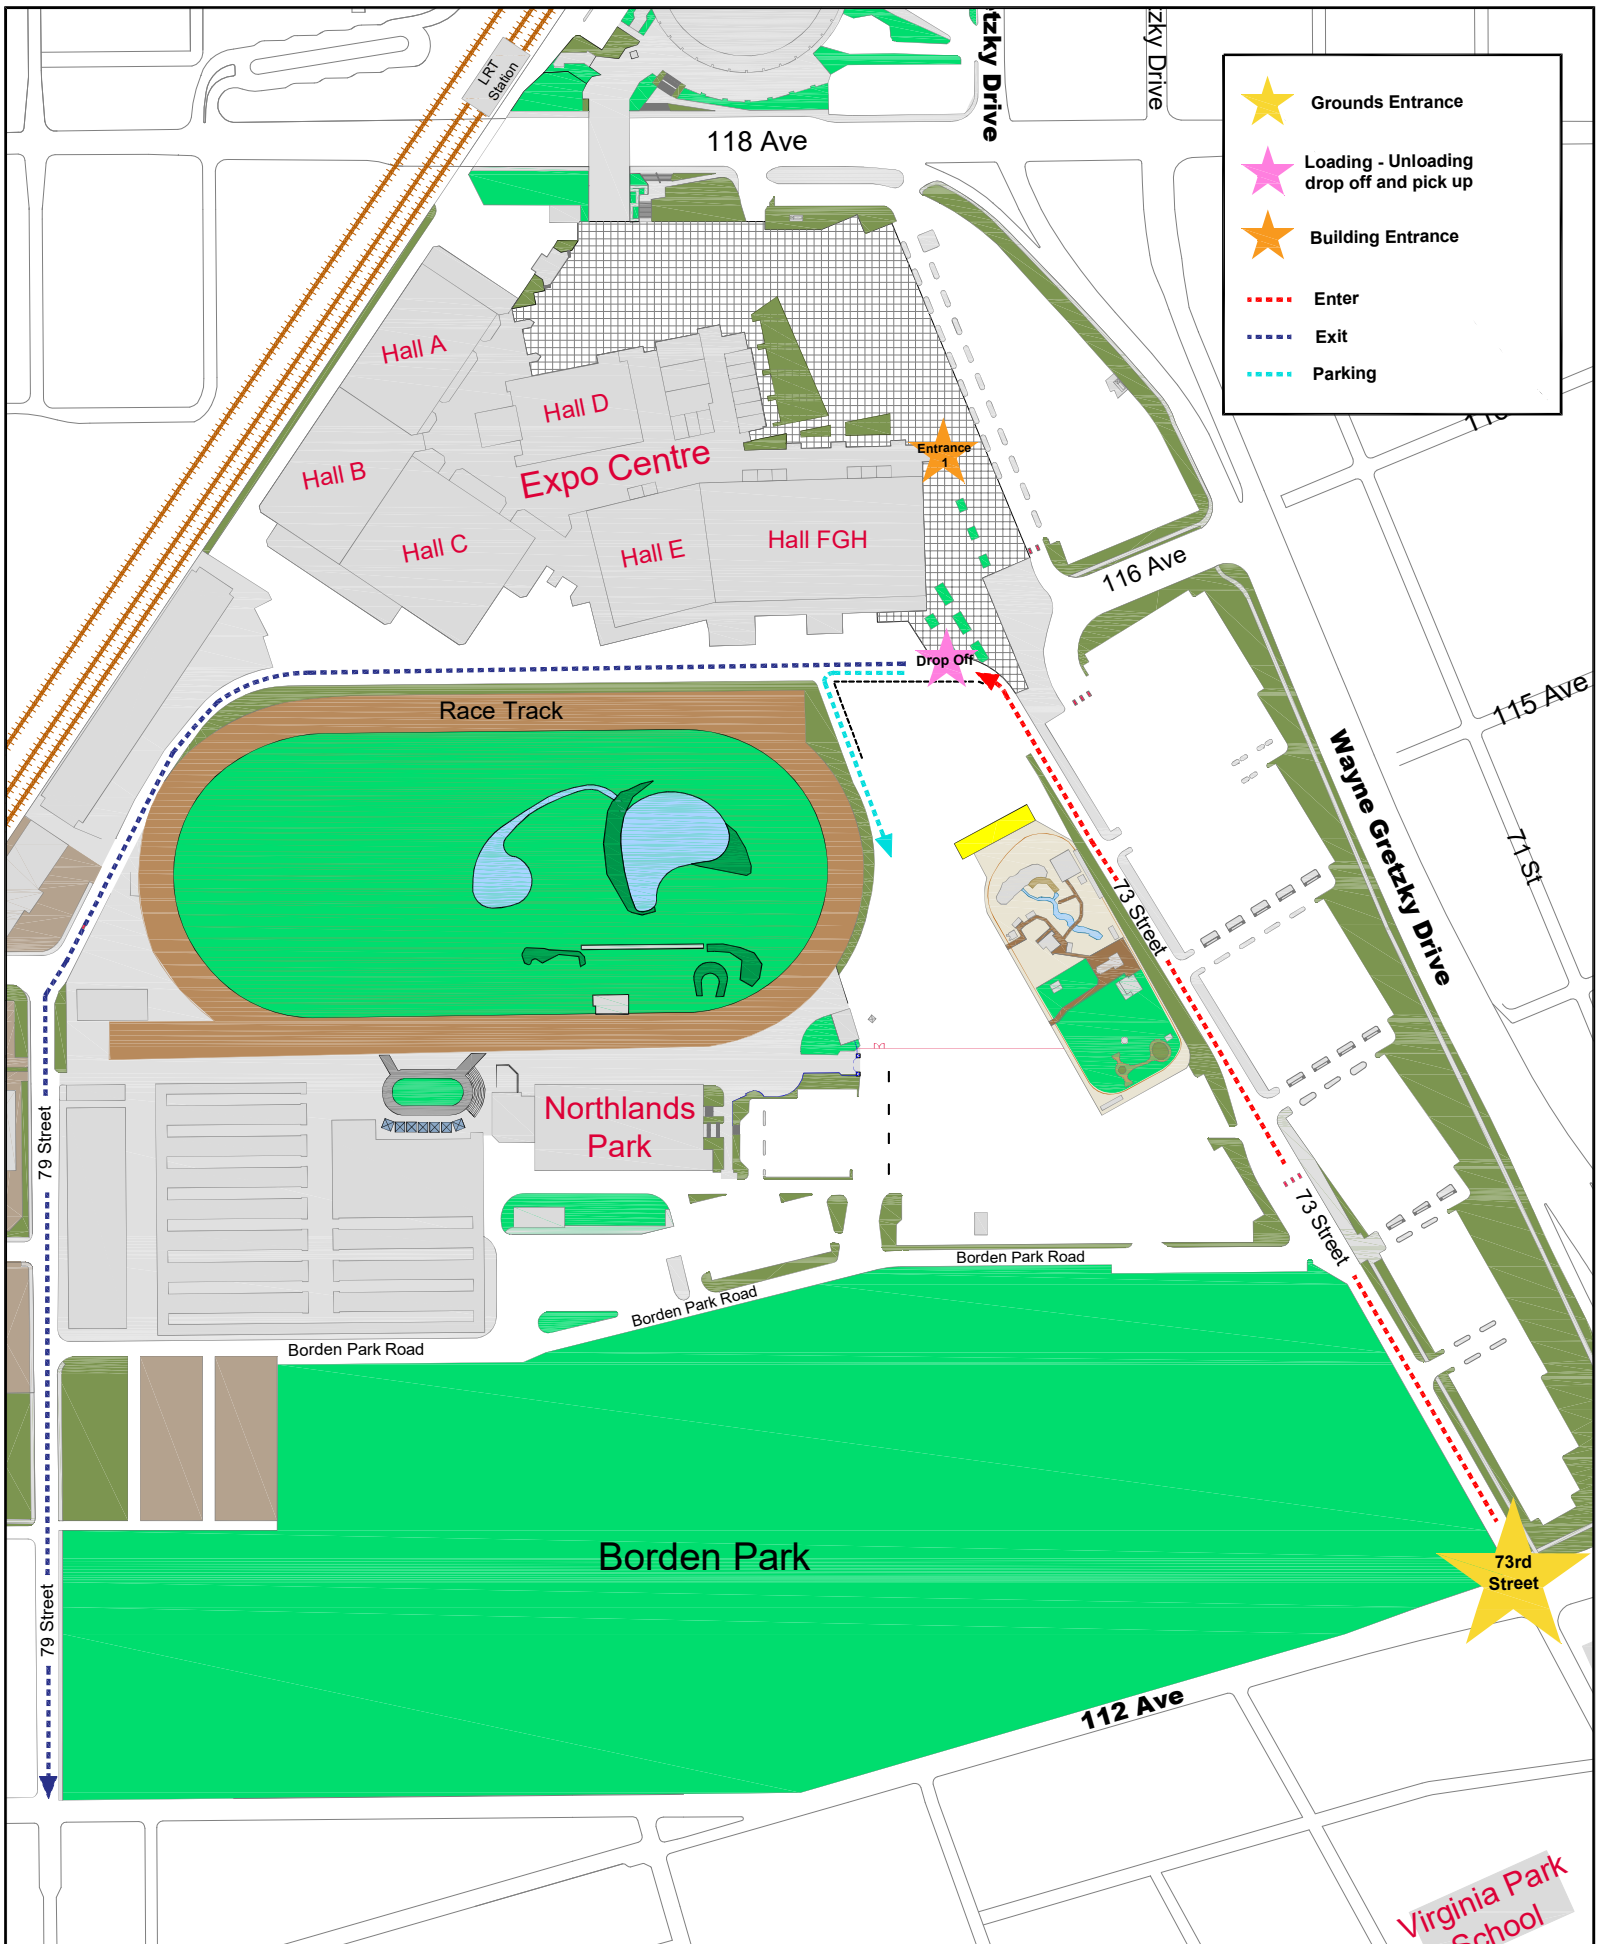 LRT
Station
tzky Drive
zky Drive
118 Ave
Grounds Entrance
Loading - Unloading
drop off and pick up
Building Entrance
Enter
Exit
Parking
Hall A
Hall D
Hall B
Expo Centre
Entrance
1
Hall C
Hall E
Hall FGH
116 Ave
Drop Off
Race Track
115 Ave
Wayne Gretzky Drive
71 St
73 Street
79 Street
Northlands
Park
73 Street
Borden Park Road
Borden Park Road
Borden Park Road
Borden Park
73rd
Street
79 Street
112 Ave
Virginia Park
School